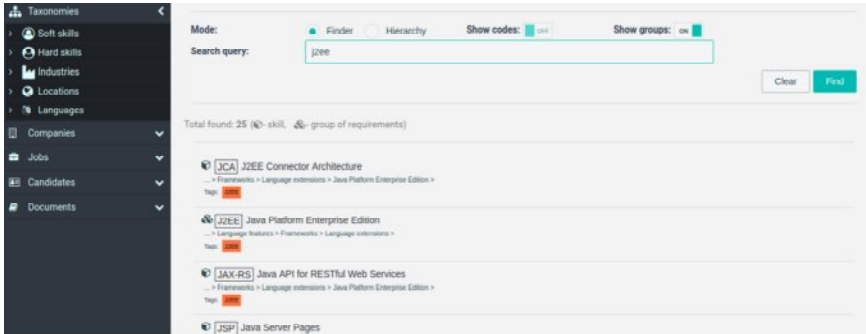 Taxonomies
Soft skills
Hard skills
Industries
Locations
Languages
Companies
Jobs
Candidates
Documents
Mode: Finder Hierarchy Show codes: OFF Show groups: ON
Search query: j2ee
Clear Find
Total found: 25 ( - skill, - group of requirements)
JCA J2EE Connector Architecture
... > Frameworks > Language extensions > Java Platform Enterprise Edition >
Tags: J2EE
J2EE Java Platform Enterprise Edition
... > Language features > Frameworks > Language extensions >
Tags: J2EE
JAX-RS Java API for RESTful Web Services
... > Frameworks > Language extensions > Java Platform Enterprise Edition >
Tags: J2EE
JSP Java Server Pages